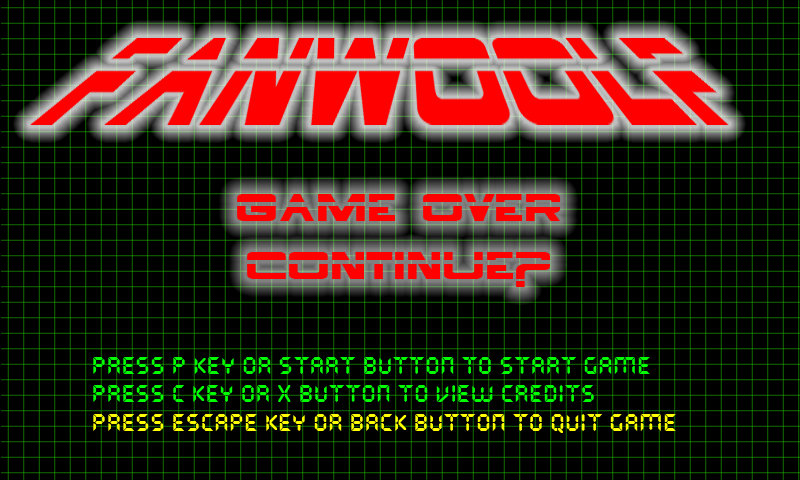 FANWOOLF
GAME OVER
CONTINUE?
PRESS P KEY OR START BUTTON TO START GAME
PRESS C KEY OR X BUTTON TO VIEW CREDITS
PRESS ESCAPE KEY OR BACK BUTTON TO QUIT GAME